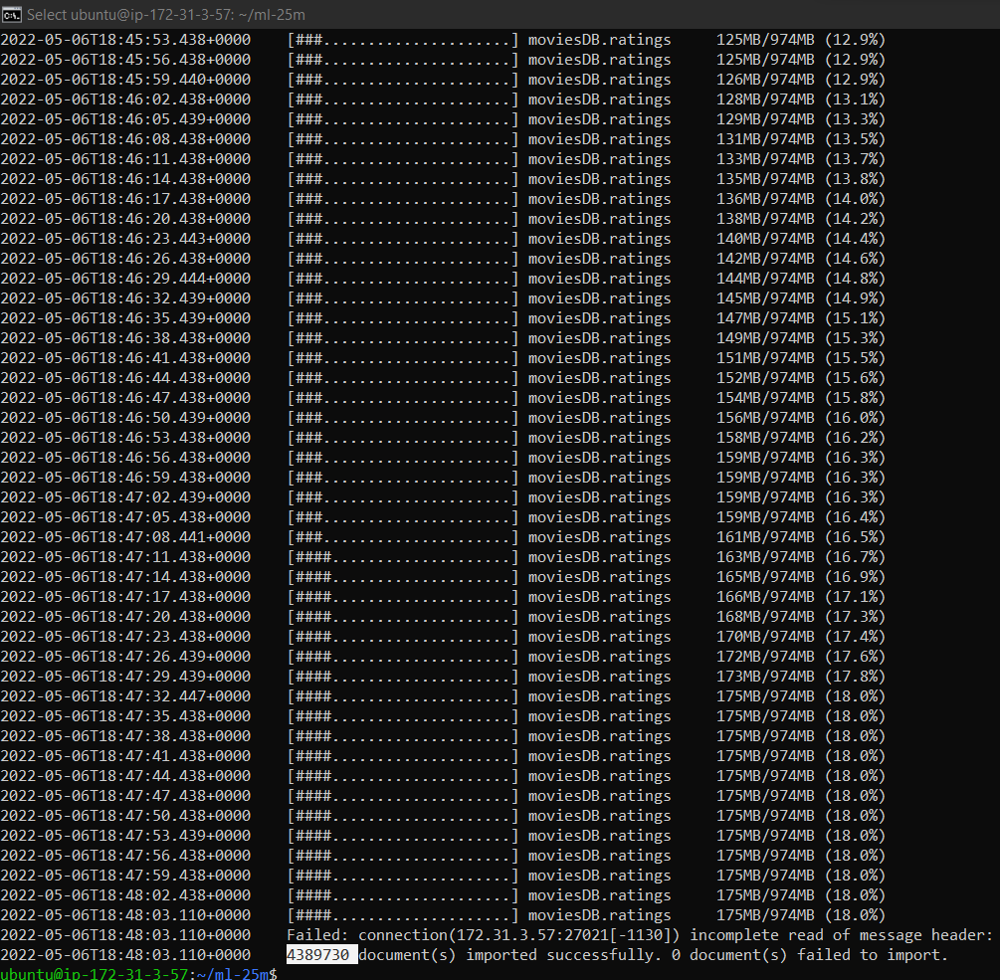 Select ubuntu@ip-172-31-3-57: ~/ml-25m
2022-05-06T18:45:53.438+0000 [###.....................] moviesDB.ratings 125MB/974MB (12.9%)
2022-05-06T18:45:56.438+0000 [###.....................] moviesDB.ratings 125MB/974MB (12.9%)
2022-05-06T18:45:59.440+0000 [###.....................] moviesDB.ratings 126MB/974MB (12.9%)
2022-05-06T18:46:02.438+0000 [###.....................] moviesDB.ratings 128MB/974MB (13.1%)
2022-05-06T18:46:05.439+0000 [###.....................] moviesDB.ratings 129MB/974MB (13.3%)
2022-05-06T18:46:08.438+0000 [###.....................] moviesDB.ratings 131MB/974MB (13.5%)
2022-05-06T18:46:11.438+0000 [###.....................] moviesDB.ratings 133MB/974MB (13.7%)
2022-05-06T18:46:14.438+0000 [###.....................] moviesDB.ratings 135MB/974MB (13.8%)
2022-05-06T18:46:17.438+0000 [###.....................] moviesDB.ratings 136MB/974MB (14.0%)
2022-05-06T18:46:20.438+0000 [###.....................] moviesDB.ratings 138MB/974MB (14.2%)
2022-05-06T18:46:23.443+0000 [###.....................] moviesDB.ratings 140MB/974MB (14.4%)
2022-05-06T18:46:26.438+0000 [###.....................] moviesDB.ratings 142MB/974MB (14.6%)
2022-05-06T18:46:29.444+0000 [###.....................] moviesDB.ratings 144MB/974MB (14.8%)
2022-05-06T18:46:32.439+0000 [###.....................] moviesDB.ratings 145MB/974MB (14.9%)
2022-05-06T18:46:35.439+0000 [###.....................] moviesDB.ratings 147MB/974MB (15.1%)
2022-05-06T18:46:38.438+0000 [###.....................] moviesDB.ratings 149MB/974MB (15.3%)
2022-05-06T18:46:41.438+0000 [###.....................] moviesDB.ratings 151MB/974MB (15.5%)
2022-05-06T18:46:44.438+0000 [###.....................] moviesDB.ratings 152MB/974MB (15.6%)
2022-05-06T18:46:47.438+0000 [###.....................] moviesDB.ratings 154MB/974MB (15.8%)
2022-05-06T18:46:50.439+0000 [###.....................] moviesDB.ratings 156MB/974MB (16.0%)
2022-05-06T18:46:53.438+0000 [###.....................] moviesDB.ratings 158MB/974MB (16.2%)
2022-05-06T18:46:56.438+0000 [###.....................] moviesDB.ratings 159MB/974MB (16.3%)
2022-05-06T18:46:59.438+0000 [###.....................] moviesDB.ratings 159MB/974MB (16.3%)
2022-05-06T18:47:02.439+0000 [###.....................] moviesDB.ratings 159MB/974MB (16.3%)
2022-05-06T18:47:05.438+0000 [###.....................] moviesDB.ratings 159MB/974MB (16.4%)
2022-05-06T18:47:08.441+0000 [###.....................] moviesDB.ratings 161MB/974MB (16.5%)
2022-05-06T18:47:11.438+0000 [####....................] moviesDB.ratings 163MB/974MB (16.7%)
2022-05-06T18:47:14.438+0000 [####....................] moviesDB.ratings 165MB/974MB (16.9%)
2022-05-06T18:47:17.438+0000 [####....................] moviesDB.ratings 166MB/974MB (17.1%)
2022-05-06T18:47:20.438+0000 [####....................] moviesDB.ratings 168MB/974MB (17.3%)
2022-05-06T18:47:23.438+0000 [####....................] moviesDB.ratings 170MB/974MB (17.4%)
2022-05-06T18:47:26.439+0000 [####....................] moviesDB.ratings 172MB/974MB (17.6%)
2022-05-06T18:47:29.439+0000 [####....................] moviesDB.ratings 173MB/974MB (17.8%)
2022-05-06T18:47:32.447+0000 [####....................] moviesDB.ratings 175MB/974MB (18.0%)
2022-05-06T18:47:35.438+0000 [####....................] moviesDB.ratings 175MB/974MB (18.0%)
2022-05-06T18:47:38.438+0000 [####....................] moviesDB.ratings 175MB/974MB (18.0%)
2022-05-06T18:47:41.438+0000 [####....................] moviesDB.ratings 175MB/974MB (18.0%)
2022-05-06T18:47:44.438+0000 [####....................] moviesDB.ratings 175MB/974MB (18.0%)
2022-05-06T18:47:47.438+0000 [####....................] moviesDB.ratings 175MB/974MB (18.0%)
2022-05-06T18:47:50.438+0000 [####....................] moviesDB.ratings 175MB/974MB (18.0%)
2022-05-06T18:47:53.439+0000 [####....................] moviesDB.ratings 175MB/974MB (18.0%)
2022-05-06T18:47:56.438+0000 [####....................] moviesDB.ratings 175MB/974MB (18.0%)
2022-05-06T18:47:59.438+0000 [####....................] moviesDB.ratings 175MB/974MB (18.0%)
2022-05-06T18:48:02.438+0000 [####....................] moviesDB.ratings 175MB/974MB (18.0%)
2022-05-06T18:48:03.110+0000 [####....................] moviesDB.ratings 175MB/974MB (18.0%)
2022-05-06T18:48:03.110+0000 Failed: connection(172.31.3.57:27021[-1130]) incomplete read of message header:
2022-05-06T18:48:03.110+0000 4389730 document(s) imported successfully. 0 document(s) failed to import.
ubuntu@ip-172-31-3-57:~/ml-25m$